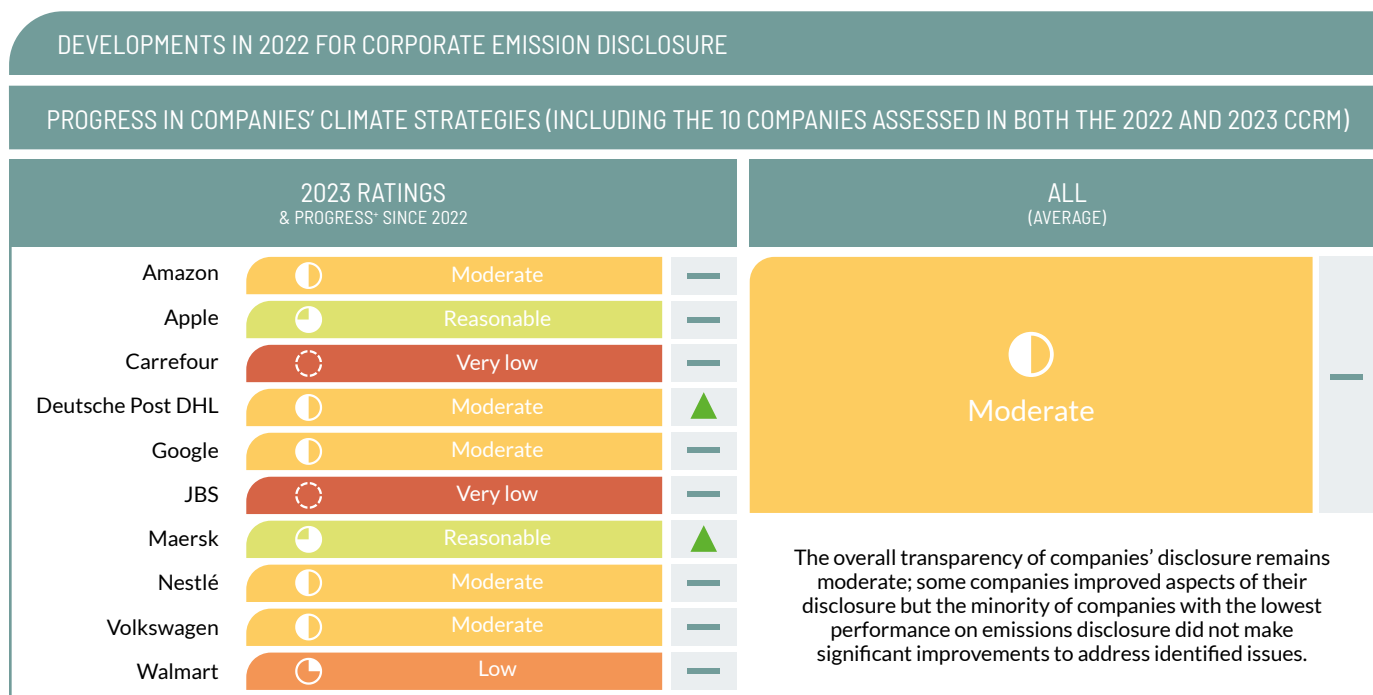 DEVELOPMENTS IN 2022 FOR CORPORATE EMISSION DISCLOSURE
PROGRESS IN COMPANIES’ CLIMATE STRATEGIES (INCLUDING THE 10 COMPANIES ASSESSED IN BOTH THE 2022 AND 2023 CCRM)
2023 RATINGS
& PROGRESS⁺ SINCE 2022
ALL
(AVERAGE)
Amazon Moderate
Apple Reasonable
Carrefour Very low
Deutsche Post DHL Moderate
Google Moderate
JBS Very low
Maersk Reasonable
Nestlé Moderate
Volkswagen Moderate
Walmart Low
Moderate
The overall transparency of companies’ disclosure remains
moderate; some companies improved aspects of their
disclosure but the minority of companies with the lowest
performance on emissions disclosure did not make
significant improvements to address identified issues.